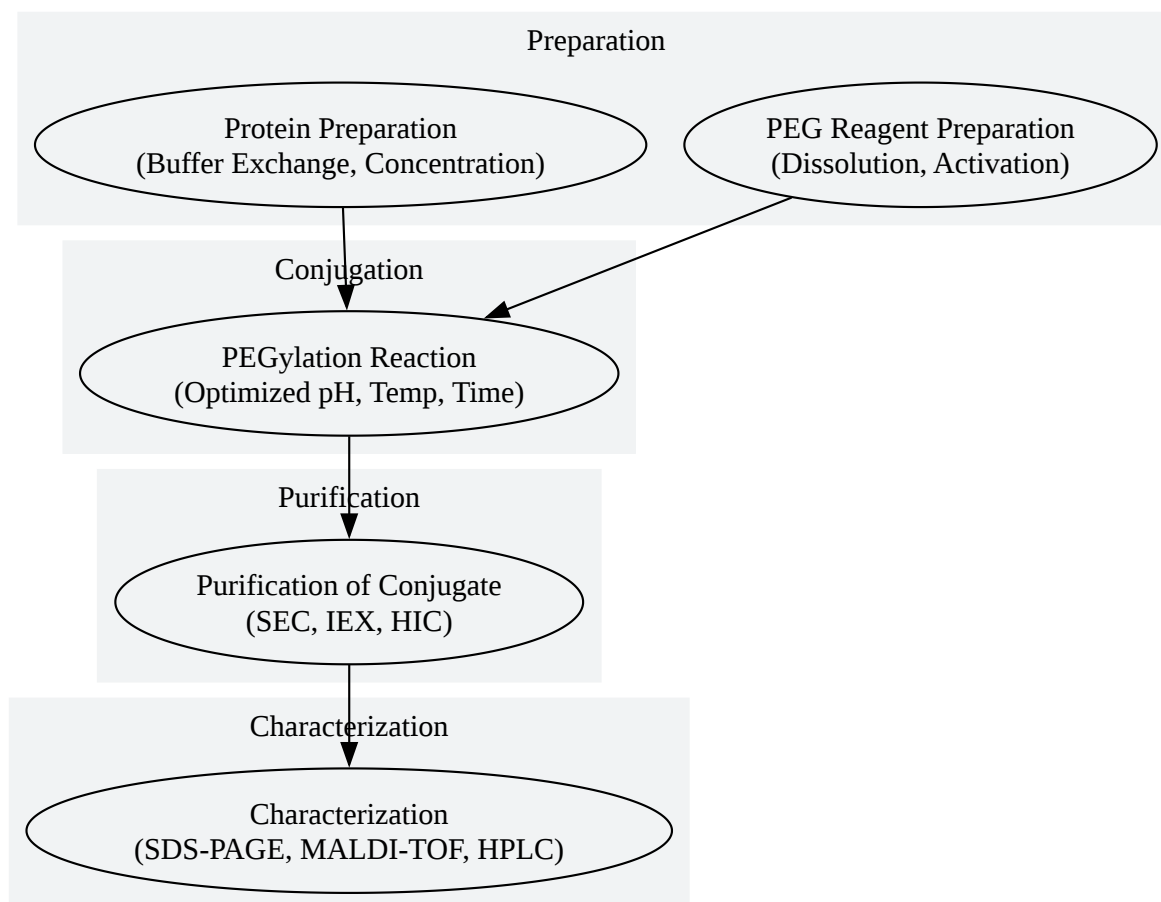 Preparation
Protein Preparation
(Buffer Exchange, Concentration)
PEG Reagent Preparation
(Dissolution, Activation)
Conjugation
PEGylation Reaction
(Optimized pH, Temp, Time)
Purification
Purification of Conjugate
(SEC, IEX, HIC)
Characterization
Characterization
(SDS-PAGE, MALDI-TOF, HPLC)